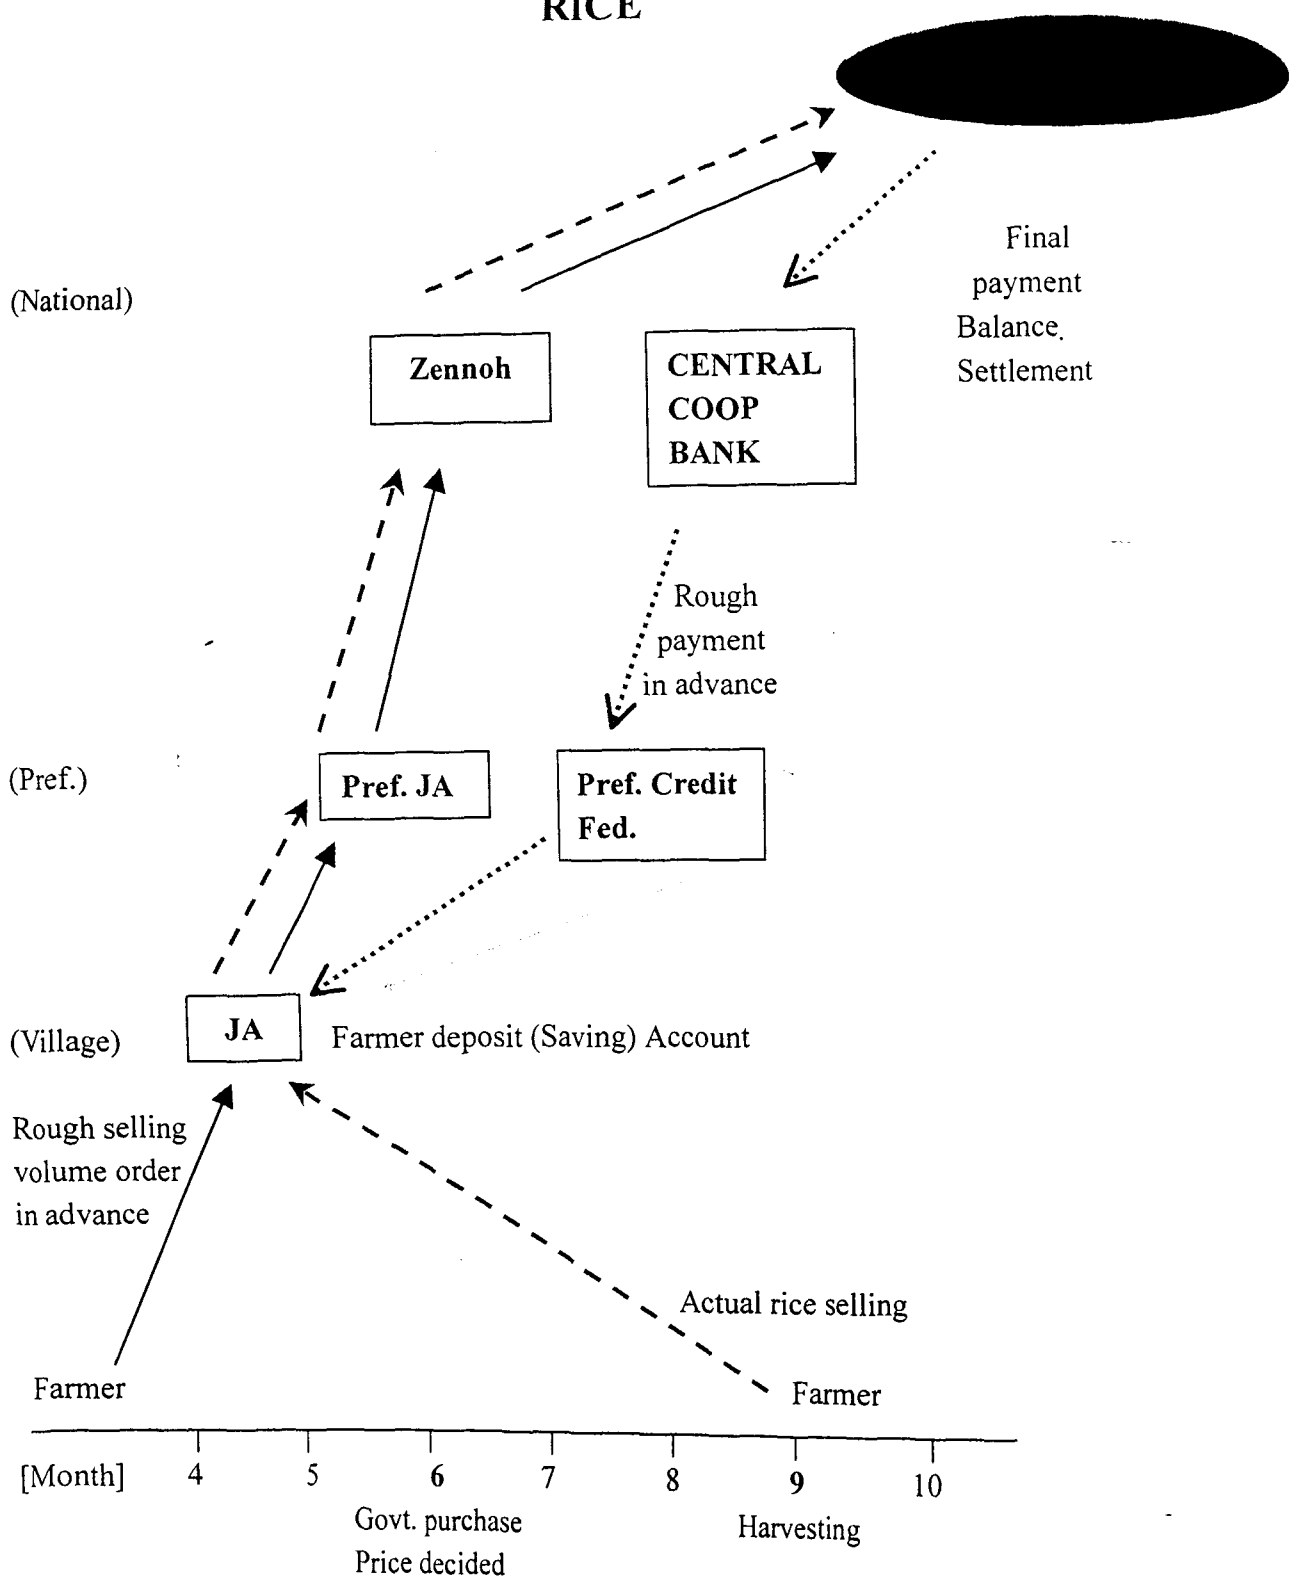 RICE
Final
payment
Balance.
Settlement
(National)
Zennoh
CENTRAL
COOP
BANK
Rough
payment
in advance
(Pref.)
Pref. JA
Pref. Credit
Fed.
(Village)
JA
Farmer deposit (Saving) Account
Rough selling
volume order
in advance
Actual rice selling
Farmer
Farmer
[Month] 4 5 6 7 8 9 10
Govt. purchase
Price decided
Harvesting